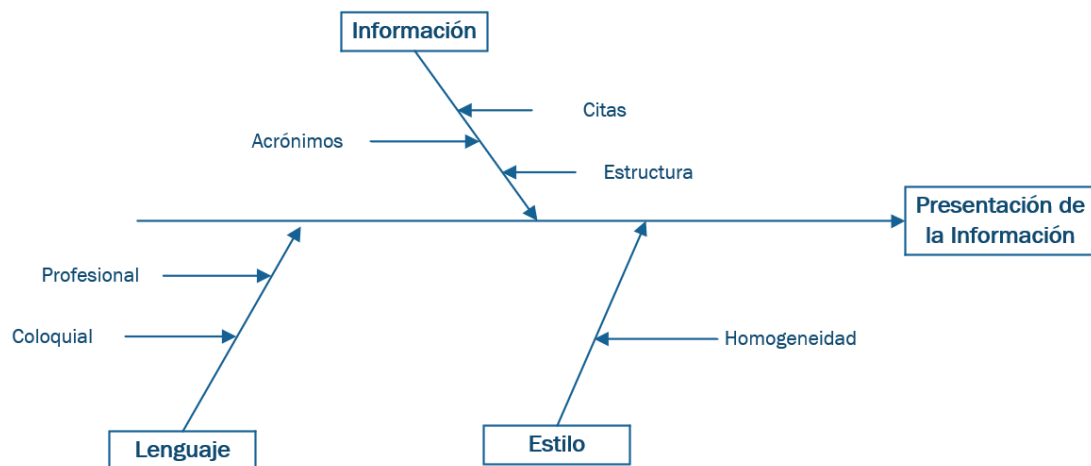 Información
Citas
Acrónimos
Estructura
Presentación de
la Información
Profesional
Coloquial
Homogeneidad
Lenguaje
Estilo